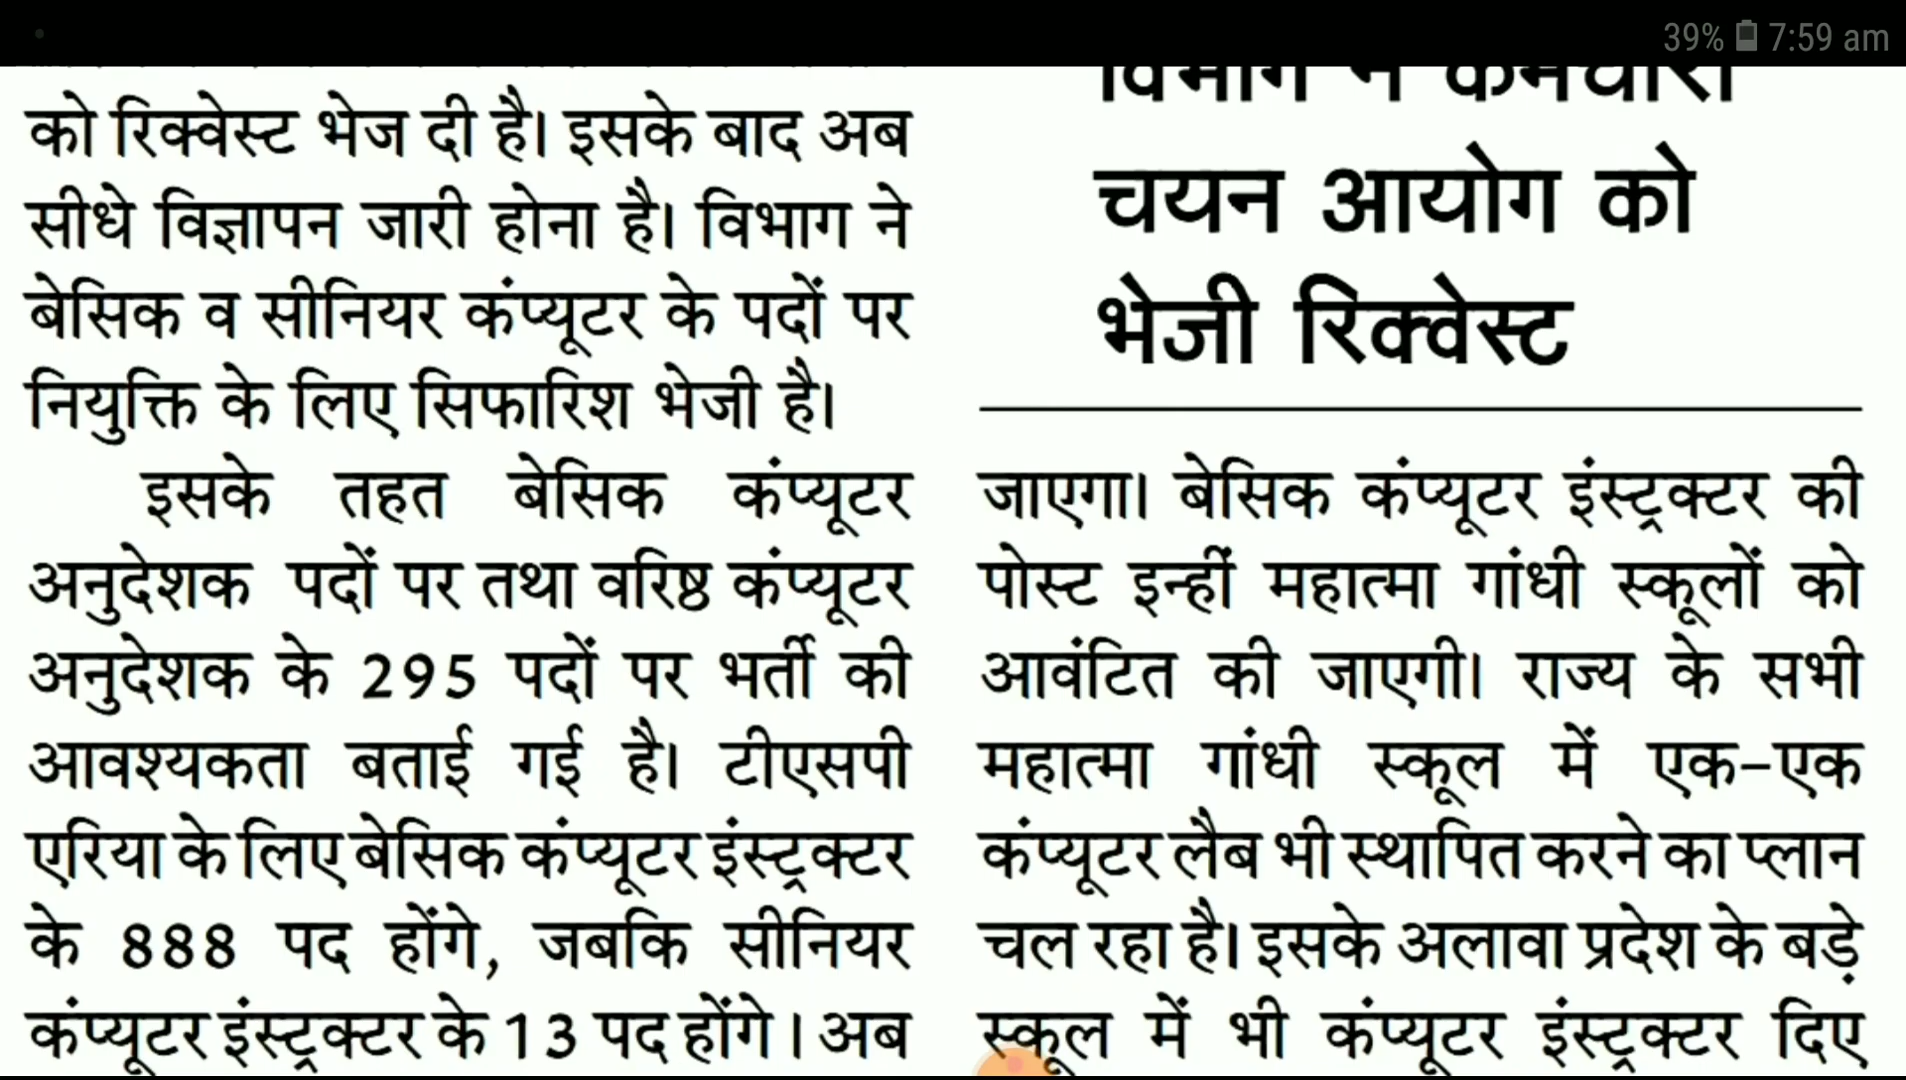 39% 7:59 am
को रिक्वेस्ट भेज दी है। इसके बाद अब
सीधे विज्ञापन जारी होना है। विभाग ने
बेसिक व सीनियर कंप्यूटर के पदों पर
नियुक्ति के लिए सिफारिश भेजी है।
इसके तहत बेसिक कंप्यूटर
अनुदेशक पदों पर तथा वरिष्ठ कंप्यूटर
अनुदेशक के 295 पदों पर भर्ती की
आवश्यकता बताई गई है। टीएसपी
एरिया के लिए बेसिक कंप्यूटर इंस्ट्रक्टर
के 888 पद होंगे, जबकि सीनियर
कंप्यूटर इंस्ट्रक्टर के 13 पद होंगे । अब
विभाग ने कर्मचारी
चयन आयोग को
भेजी रिक्वेस्ट
जाएगा। बेसिक कंप्यूटर इंस्ट्रक्टर की
पोस्ट इन्हीं महात्मा गांधी स्कूलों को
आवंटित की जाएगी। राज्य के सभी
महात्मा गांधी स्कूल में एक-एक
कंप्यूटर लैब भी स्थापित करने का प्लान
चल रहा है। इसके अलावा प्रदेश के बड़े
स्कूल में भी कंप्यूटर इंस्ट्रक्टर दिए